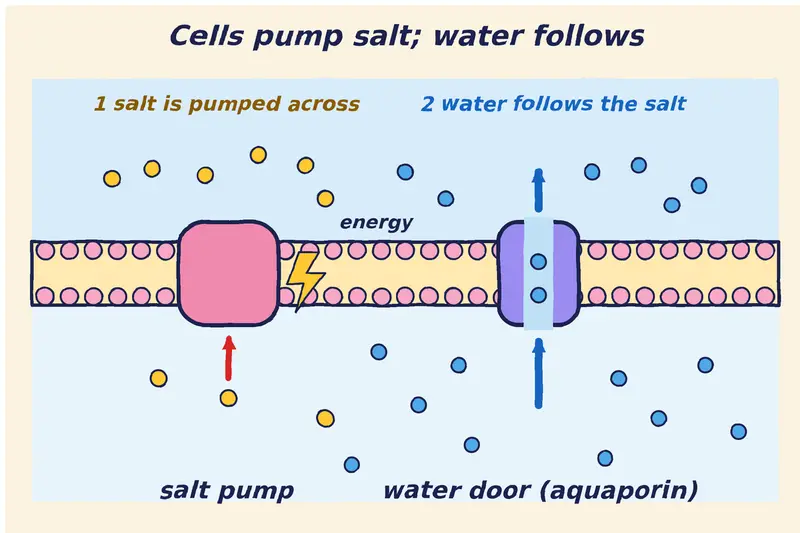 Cells pump salt; water follows
1 salt is pumped across
2 water follows the salt
energy
salt pump
water door (aquaporin)